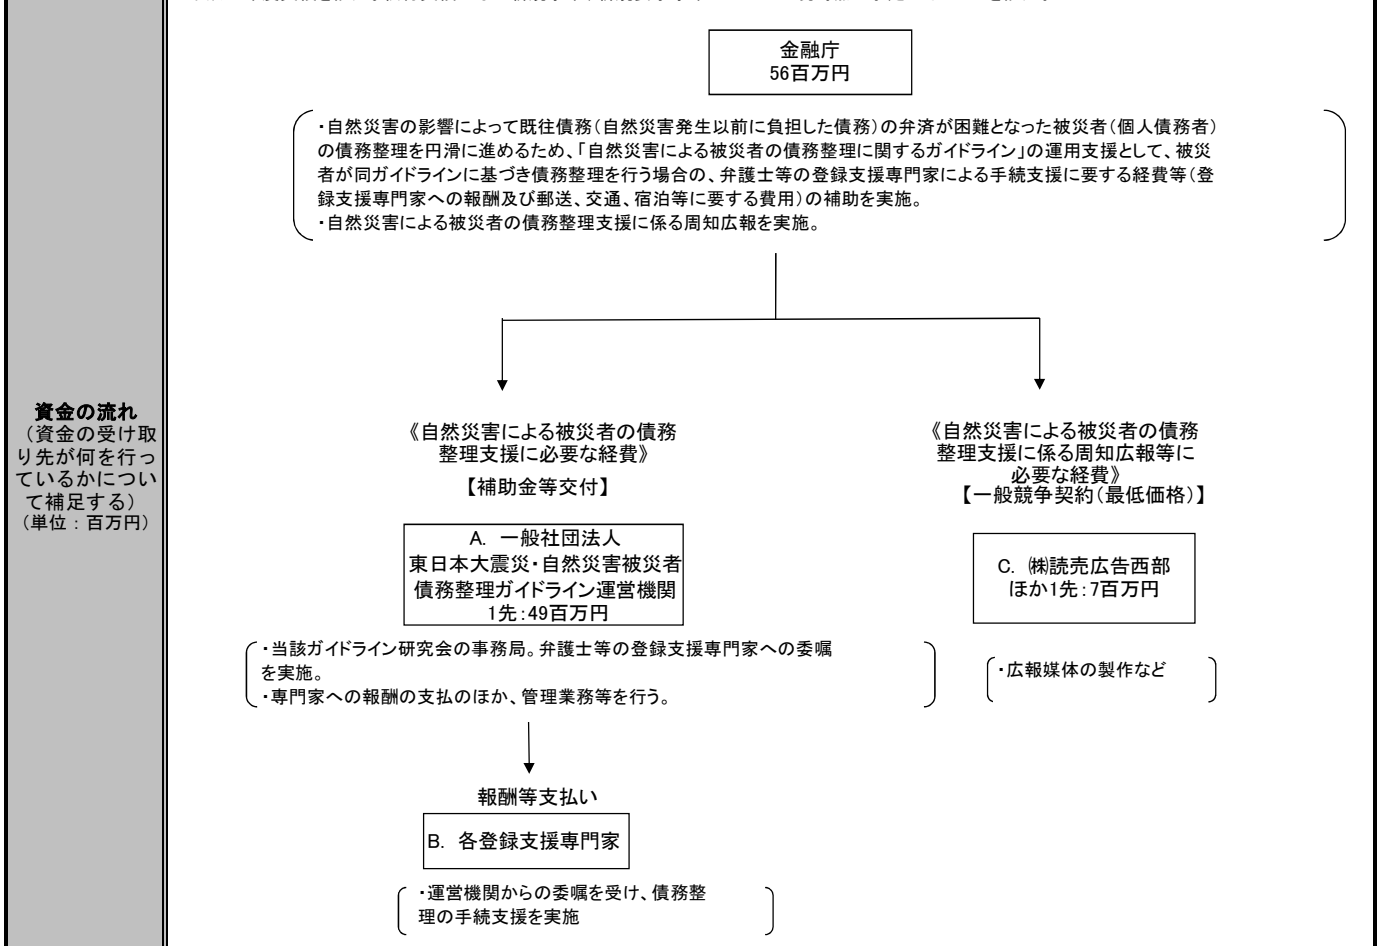 金融庁
56百万円
・自然災害の影響によって既往債務(自然災害発生以前に負担した債務)の弁済が困難となった被災者(個人債務者)
の債務整理を円滑に進めるため、「自然災害による被災者の債務整理に関するガイドライン」の運用支援として、被災
者が同ガイドラインに基づき債務整理を行う場合の、弁護士等の登録支援専門家による手続支援に要する経費等(登
録支援専門家への報酬及び郵送、交通、宿泊等に要する費用)の補助を実施。
・自然災害による被災者の債務整理支援に係る周知広報を実施。
資金の流れ
(資金の受け取
り先が何を行っ
ているかについ
て補足する)
(単位:百万円)
《自然災害による被災者の債務
整理支援に必要な経費》
【補助金等交付】
A. 一般社団法人
東日本大震災・自然災害被災者
債務整理ガイドライン運営機関
1先:49百万円
・当該ガイドライン研究会の事務局。弁護士等の登録支援専門家への委嘱
を実施。
・専門家への報酬の支払のほか、管理業務等を行う。
報酬等支払い
B. 各登録支援専門家
・運営機関からの委嘱を受け、債務整
理の手続支援を実施
《自然災害による被災者の債務
整理支援に係る周知広報等に
必要な経費》
【一般競争契約(最低価格)】
C. ㈱読売広告西部
ほか1先:7百万円
・広報媒体の製作など